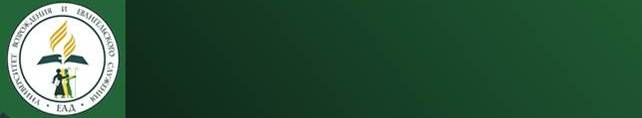 УНИВЕРСИТЕТ ВОЗРОЖДЕНИЯ И ЕВАНГЕЛЬСКОГО СЛУЖЕНИЯ
• ЕАД •